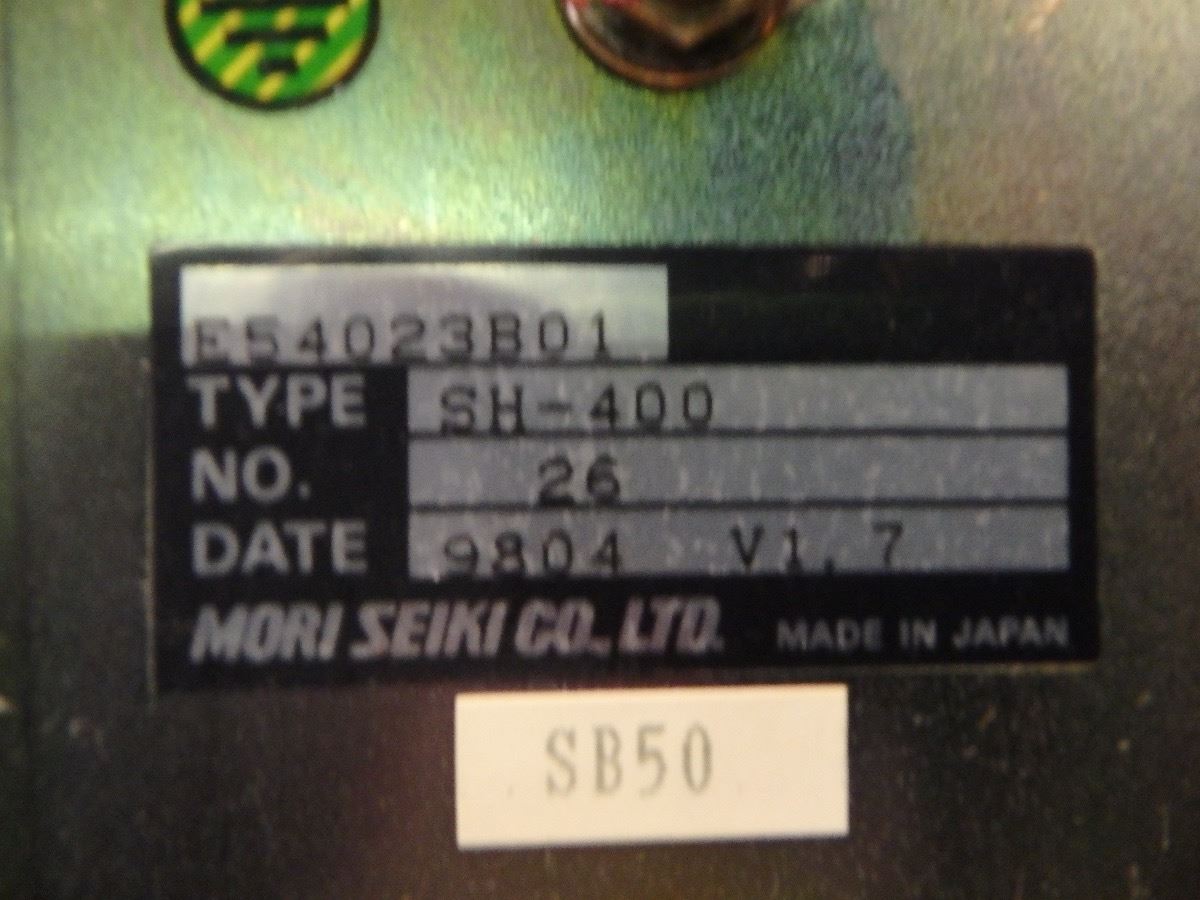 E54023B01
TYPE SH-400
NO. 26
DATE 9804 V1.7
MORI SEIKI CO., LTD. MADE IN JAPAN
SB50